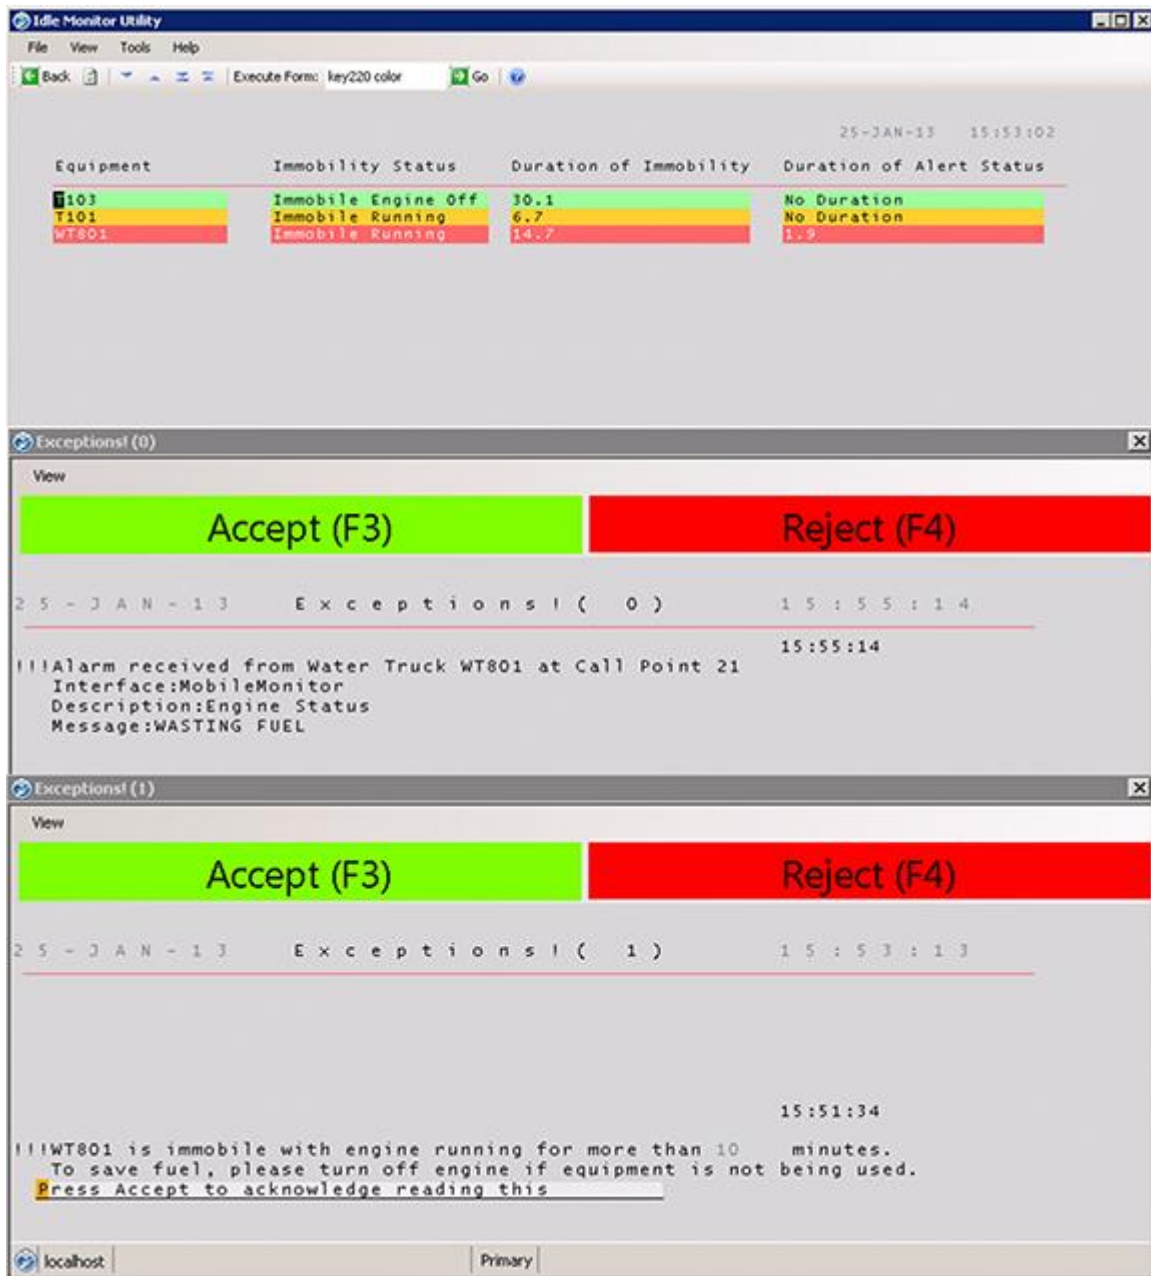 Idle Monitor Utility
File View Tools Help
Back Execute Form: key220 color Go
25-JAN-13 15:53:02
Equipment Immobility Status Duration of Immobility Duration of Alert Status
T103 Immobile Engine Off 30.1 No Duration
T101 Immobile Running 6.7 No Duration
WT801 Immobile Running 14.7 1.9
Exceptions! (0)
View
Accept (F3) Reject (F4)
25-JAN-13 Exceptions!( 0) 15:55:14
15:55:14
!!!Alarm received from Water Truck WT801 at Call Point 21
Interface:MobileMonitor
Description:Engine Status
Message:WASTING FUEL
Exceptions! (1)
View
Accept (F3) Reject (F4)
25-JAN-13 Exceptions!( 1) 15:53:13
15:51:34
!!!WT801 is immobile with engine running for more than 10 minutes.
To save fuel, please turn off engine if equipment is not being used.
Press Accept to acknowledge reading this
localhost Primary